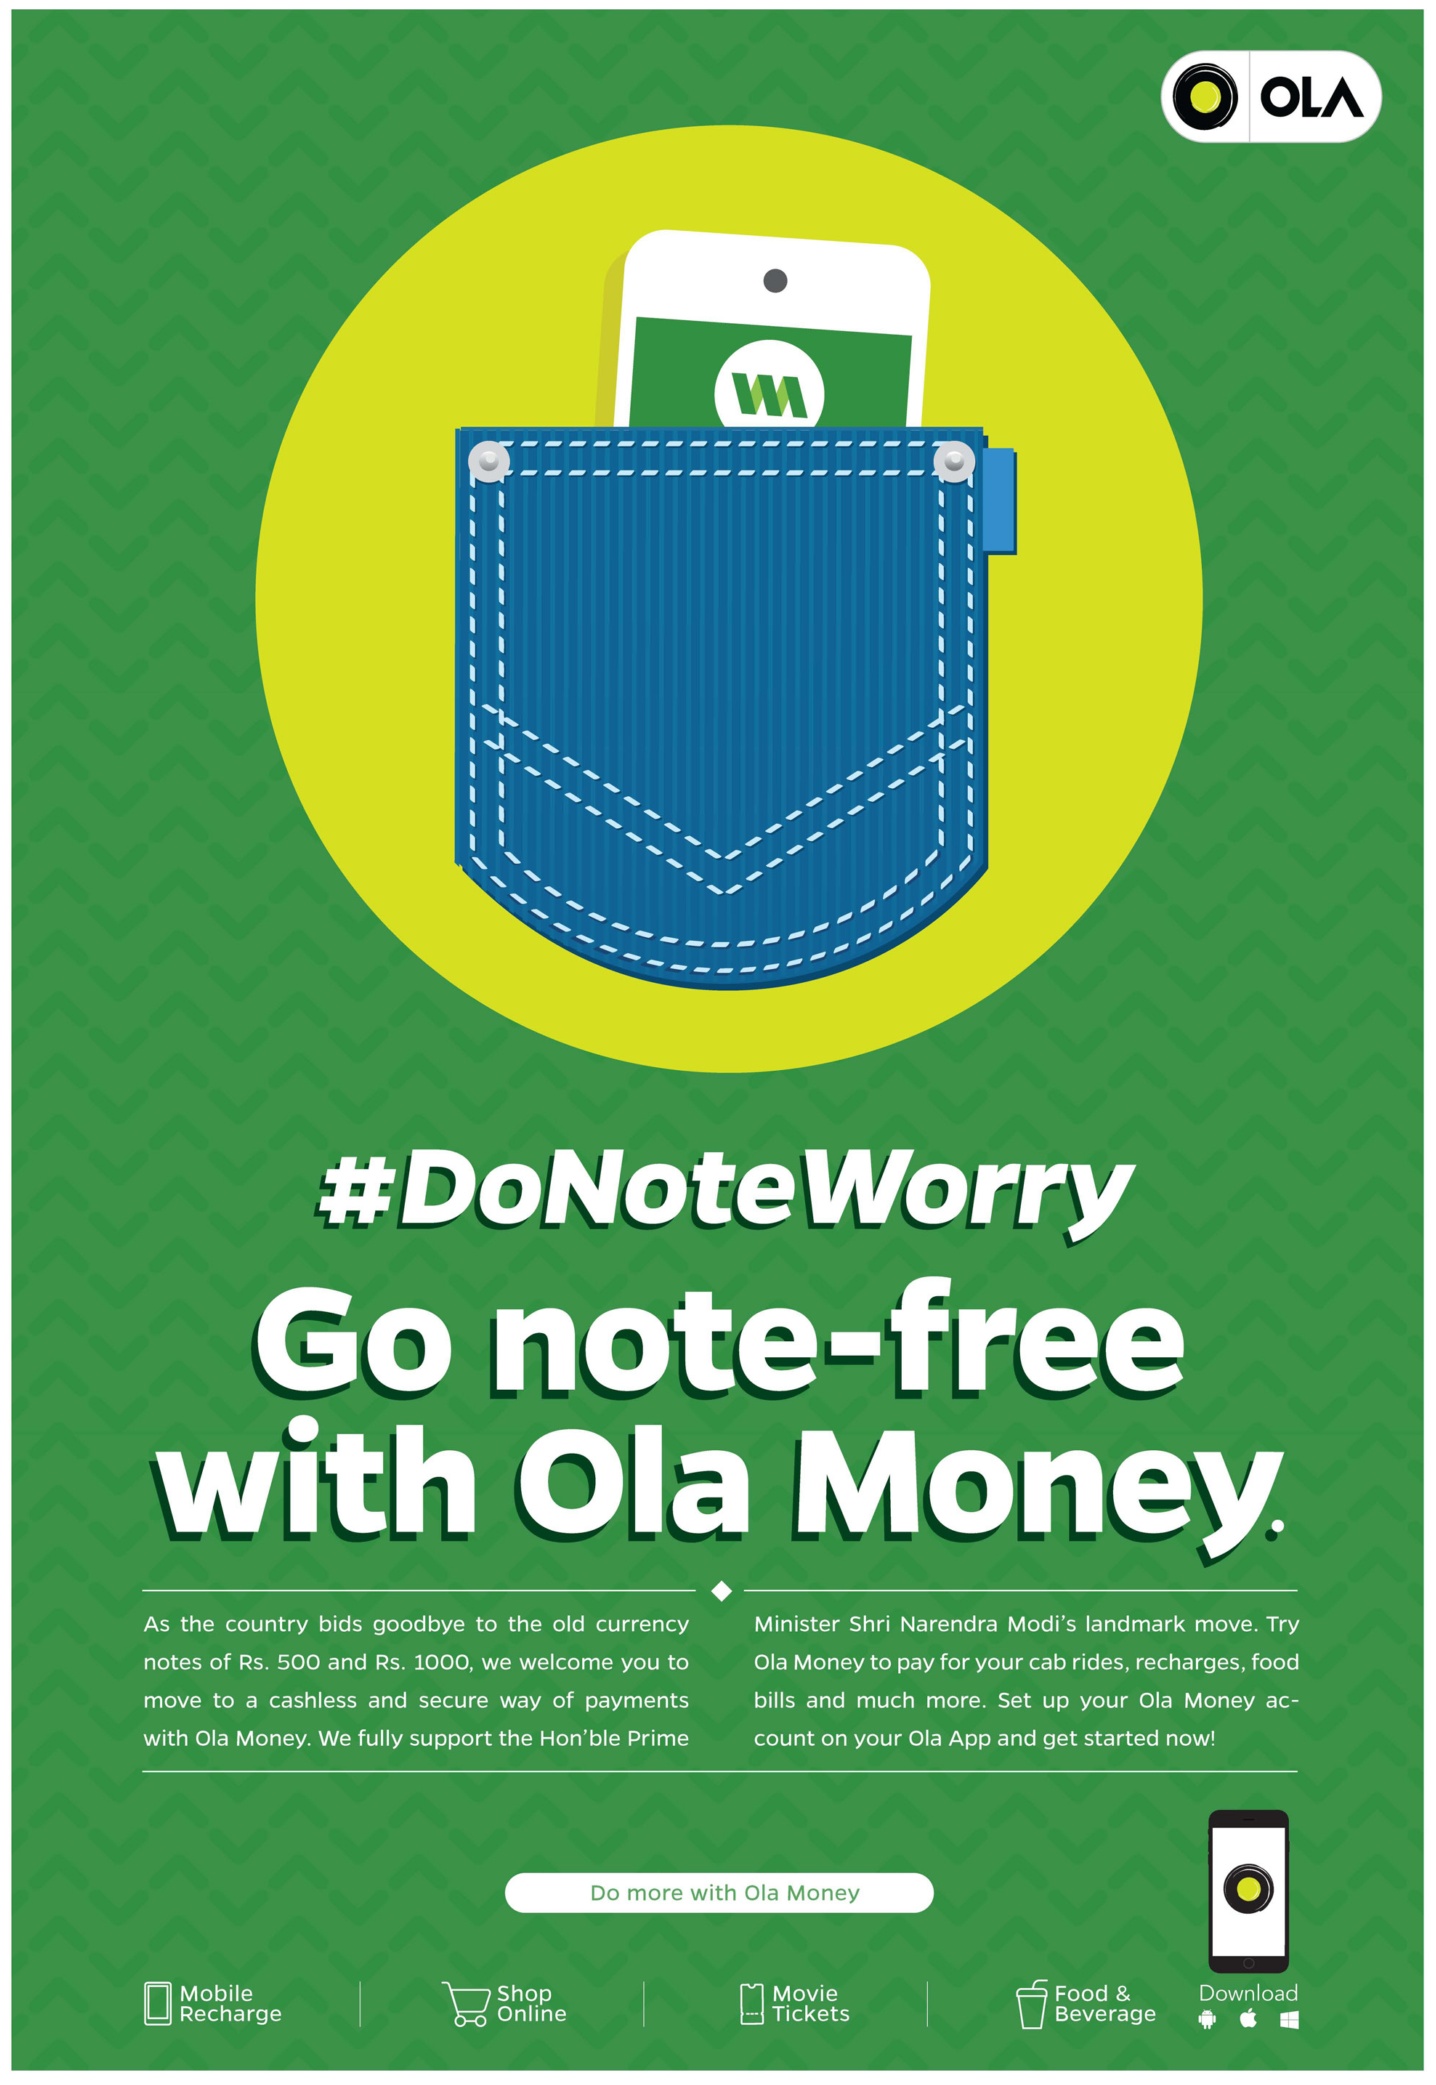 OLA
#DoNoteWorry
Go note-free
with Ola Money.
As the country bids goodbye to the old currency
notes of Rs. 500 and Rs. 1000, we welcome you to
move to a cashless and secure way of payments
with Ola Money. We fully support the Hon'ble Prime
Minister Shri Narendra Modi's landmark move. Try
Ola Money to pay for your cab rides, recharges, food
bills and much more. Set up your Ola Money ac-
count on your Ola App and get started now!
Do more with Ola Money
Mobile
Recharge
Shop
Online
Movie
Tickets
Food &
Beverage
Download